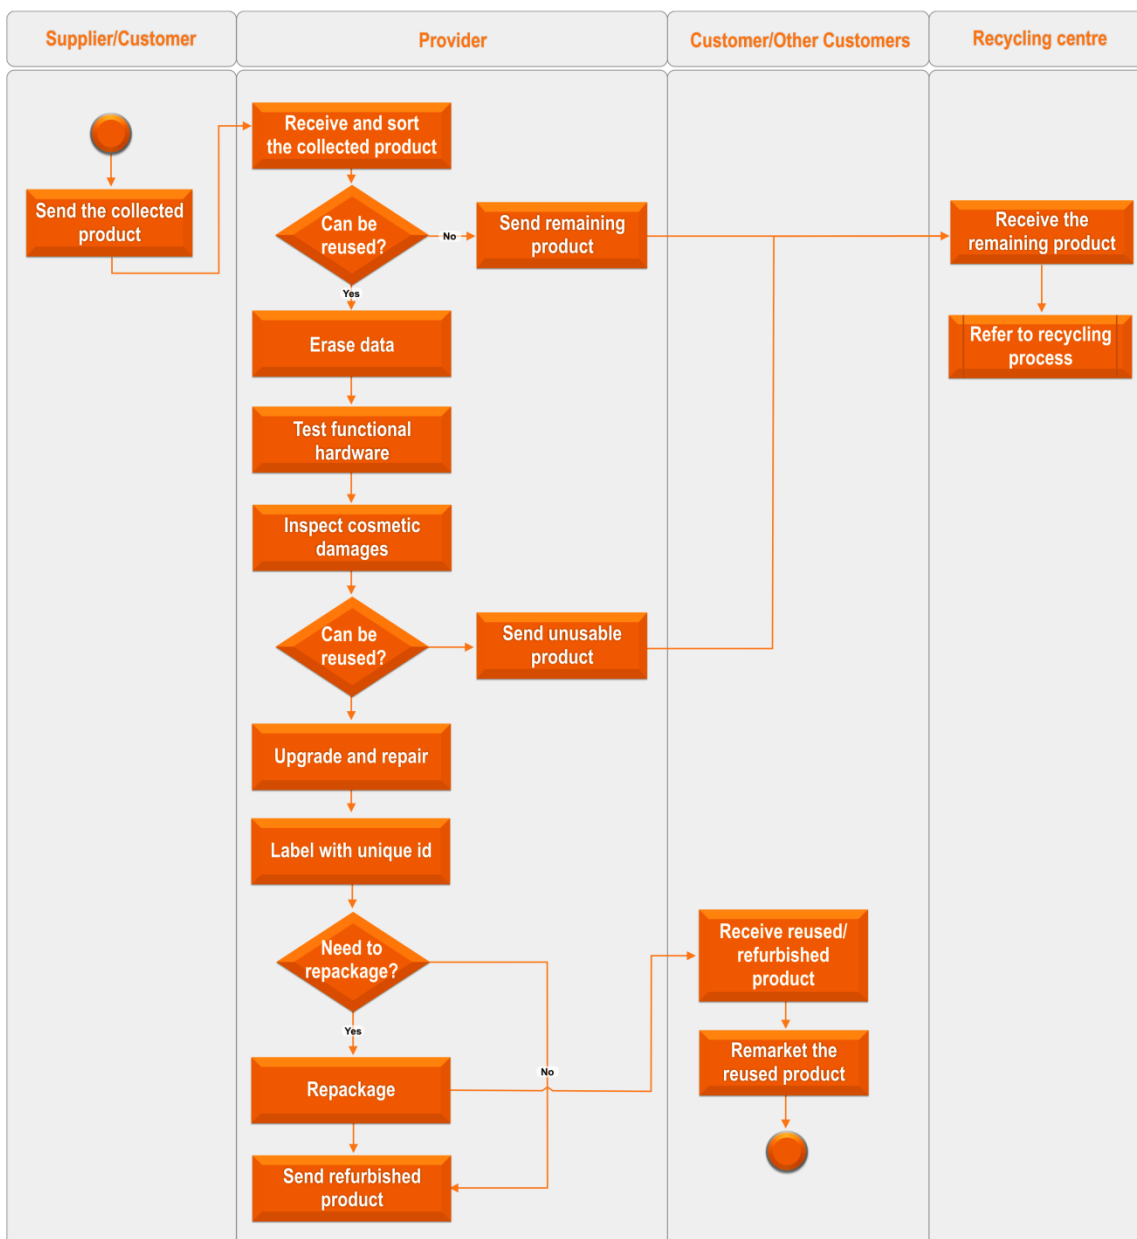 Supplier/Customer
Provider
Customer/Other Customers
Recycling centre
Send the collected
product
Receive and sort
the collected product
Can be
reused?
No
Send remaining
product
Receive the
remaining product
Yes
Refer to recycling
process
Erase data
Test functional
hardware
Inspect cosmetic
damages
Can be
reused?
Send unusable
product
Upgrade and repair
Label with unique id
Need to
repackage?
Receive reused/
refurbished
product
Yes
Remarket the
reused product
No
Repackage
Send refurbished
product